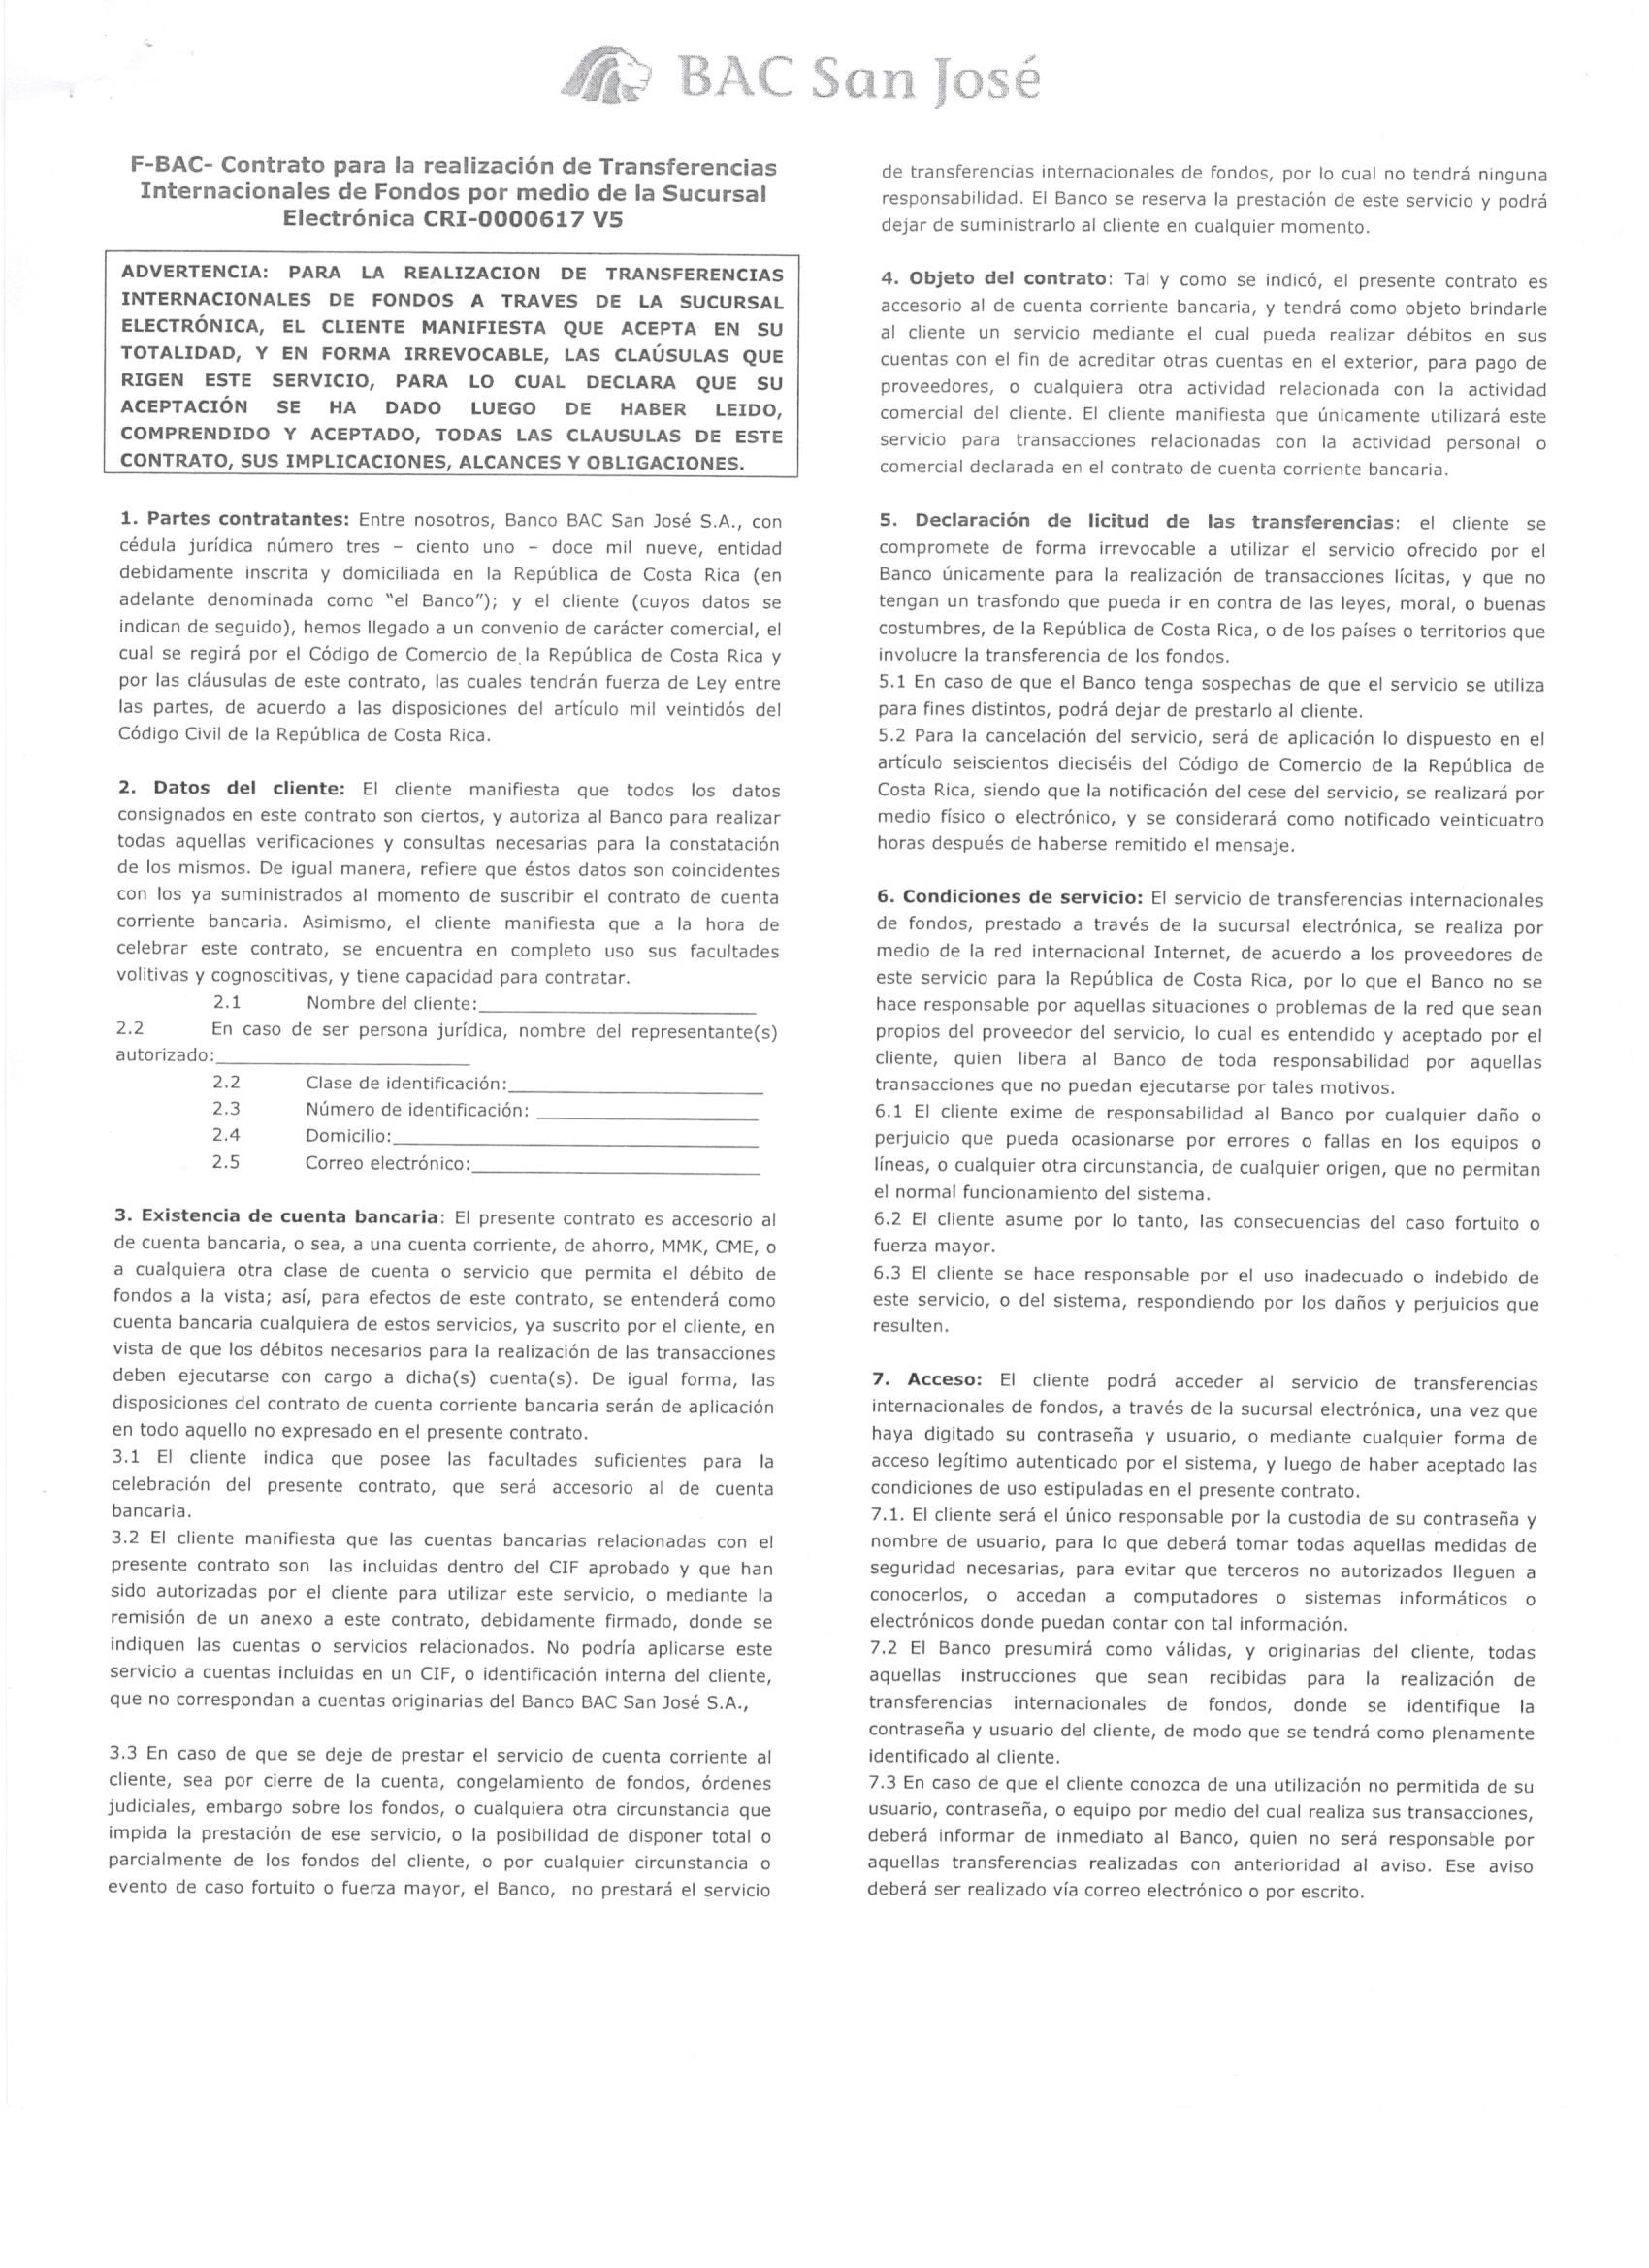 BAC San José
F-BAC- Contrato para la realización de Transferencias
Internacionales de Fondos por medio de la Sucursal
Electrónica CRI-0000617 V5
ADVERTENCIA: PARA LA REALIZACION DE TRANSFERENCIAS
INTERNACIONALES DE FONDOS A TRAVES DE LA SUCURSAL
ELECTRÓNICA, EL CLIENTE MANIFIESTA QUE ACEPTA EN SU
TOTALIDAD, Y EN FORMA IRREVOCABLE, LAS CLAÚSULAS QUE
RIGEN ESTE SERVICIO, PARA LO CUAL DECLARA QUE SU
ACEPTACIÓN SE HA DADO LUEGO DE HABER LEIDO,
COMPRENDIDO Y ACEPTADO, TODAS LAS CLAUSULAS DE ESTE
CONTRATO, SUS IMPLICACIONES, ALCANCES Y OBLIGACIONES.
1. Partes contratantes: Entre nosotros, Banco BAC San José S.A., con
cédula jurídica número tres – ciento uno – doce mil nueve, entidad
debidamente inscrita y domiciliada en la República de Costa Rica (en
adelante denominada como "el Banco"); y el cliente (cuyos datos se
indican de seguido), hemos llegado a un convenio de carácter comercial, el
cual se regirá por el Código de Comercio de la República de Costa Rica y
por las cláusulas de este contrato, las cuales tendrán fuerza de Ley entre
las partes, de acuerdo a las disposiciones del artículo mil veintidós del
Código Civil de la República de Costa Rica.
2. Datos del cliente: El cliente manifiesta que todos los datos
consignados en este contrato son ciertos, y autoriza al Banco para realizar
todas aquellas verificaciones y consultas necesarias para la constatación
de los mismos. De igual manera, refiere que éstos datos son coincidentes
con los ya suministrados al momento de suscribir el contrato de cuenta
corriente bancaria. Asimismo, el cliente manifiesta que a la hora de
celebrar este contrato, se encuentra en completo uso sus facultades
volitivas y cognoscitivas, y tiene capacidad para contratar.
2.1 Nombre del cliente:
2.2 En caso de ser persona jurídica, nombre del representante(s)
autorizado:
2.2 Clase de identificación:
2.3 Número de identificación:
2.4 Domicilio:
2.5 Correo electrónico:
3. Existencia de cuenta bancaria: El presente contrato es accesorio al
de cuenta bancaria, o sea, a una cuenta corriente, de ahorro, MMK, CME, o
a cualquiera otra clase de cuenta o servicio que permita el débito de
fondos a la vista; así, para efectos de este contrato, se entenderá como
cuenta bancaria cualquiera de estos servicios, ya suscrito por el cliente, en
vista de que los débitos necesarios para la realización de las transacciones
deben ejecutarse con cargo a dicha(s) cuenta(s). De igual forma, las
disposiciones del contrato de cuenta corriente bancaria serán de aplicación
en todo aquello no expresado en el presente contrato.
3.1 El cliente indica que posee las facultades suficientes para la
celebración del presente contrato, que será accesorio al de cuenta
bancaria.
3.2 El cliente manifiesta que las cuentas bancarias relacionadas con el
presente contrato son las incluidas dentro del CIF aprobado y que han
sido autorizadas por el cliente para utilizar este servicio, o mediante la
remisión de un anexo a este contrato, debidamente firmado, donde se
indiquen las cuentas o servicios relacionados. No podría aplicarse este
servicio a cuentas incluidas en un CIF, o identificación interna del cliente,
que no correspondan a cuentas originarias del Banco BAC San José S.A.,
3.3 En caso de que se deje de prestar el servicio de cuenta corriente al
cliente, sea por cierre de la cuenta, congelamiento de fondos, órdenes
judiciales, embargo sobre los fondos, o cualquiera otra circunstancia que
impida la prestación de ese servicio, o la posibilidad de disponer total o
parcialmente de los fondos del cliente, o por cualquier circunstancia o
evento de caso fortuito o fuerza mayor, el Banco, no prestará el servicio
de transferencias internacionales de fondos, por lo cual no tendrá ninguna
responsabilidad. El Banco se reserva la prestación de este servicio y podrá
dejar de suministrarlo al cliente en cualquier momento.
4. Objeto del contrato: Tal y como se indicó, el presente contrato es
accesorio al de cuenta corriente bancaria, y tendrá como objeto brindarle
al cliente un servicio mediante el cual pueda realizar débitos en sus
cuentas con el fin de acreditar otras cuentas en el exterior, para pago de
proveedores, o cualquiera otra actividad relacionada con la actividad
comercial del cliente. El cliente manifiesta que únicamente utilizará este
servicio para transacciones relacionadas con la actividad personal o
comercial declarada en el contrato de cuenta corriente bancaria.
5. Declaración de licitud de las transferencias: el cliente se
compromete de forma irrevocable a utilizar el servicio ofrecido por el
Banco únicamente para la realización de transacciones lícitas, y que no
tengan un trasfondo que pueda ir en contra de las leyes, moral, o buenas
costumbres, de la República de Costa Rica, o de los países o territorios que
involucre la transferencia de los fondos.
5.1 En caso de que el Banco tenga sospechas de que el servicio se utiliza
para fines distintos, podrá dejar de prestarlo al cliente.
5.2 Para la cancelación del servicio, será de aplicación lo dispuesto en el
artículo seiscientos dieciséis del Código de Comercio de la República de
Costa Rica, siendo que la notificación del cese del servicio, se realizará por
medio físico o electrónico, y se considerará como notificado veinticuatro
horas después de haberse remitido el mensaje.
6. Condiciones de servicio: El servicio de transferencias internacionales
de fondos, prestado a través de la sucursal electrónica, se realiza por
medio de la red internacional Internet, de acuerdo a los proveedores de
este servicio para la República de Costa Rica, por lo que el Banco no se
hace responsable por aquellas situaciones o problemas de la red que sean
propios del proveedor del servicio, lo cual es entendido y aceptado por el
cliente, quien libera al Banco de toda responsabilidad por aquellas
transacciones que no puedan ejecutarse por tales motivos.
6.1 El cliente exime de responsabilidad al Banco por cualquier daño o
perjuicio que pueda ocasionarse por errores o fallas en los equipos o
líneas, o cualquier otra circunstancia, de cualquier origen, que no permitan
el normal funcionamiento del sistema.
6.2 El cliente asume por lo tanto, las consecuencias del caso fortuito o
fuerza mayor.
6.3 El cliente se hace responsable por el uso inadecuado o indebido de
este servicio, o del sistema, respondiendo por los daños y perjuicios que
resulten.
7. Acceso: El cliente podrá acceder al servicio de transferencias
internacionales de fondos, a través de la sucursal electrónica, una vez que
haya digitado su contraseña y usuario, o mediante cualquier forma de
acceso legítimo autenticado por el sistema, y luego de haber aceptado las
condiciones de uso estipuladas en el presente contrato.
7.1. El cliente será el único responsable por la custodia de su contraseña y
nombre de usuario, para lo que deberá tomar todas aquellas medidas de
seguridad necesarias, para evitar que terceros no autorizados lleguen a
conocerlos, o accedan a computadores o sistemas informáticos o
electrónicos donde puedan contar con tal información.
7.2 El Banco presumirá como válidas, y originarias del cliente, todas
aquellas instrucciones que sean recibidas para la realización de
transferencias internacionales de fondos, donde se identifique la
contraseña y usuario del cliente, de modo que se tendrá como plenamente
identificado al cliente.
7.3 En caso de que el cliente conozca de una utilización no permitida de su
usuario, contraseña, o equipo por medio del cual realiza sus transacciones,
deberá informar de inmediato al Banco, quien no será responsable por
aquellas transferencias realizadas con anterioridad al aviso. Ese aviso
deberá ser realizado vía correo electrónico o por escrito.